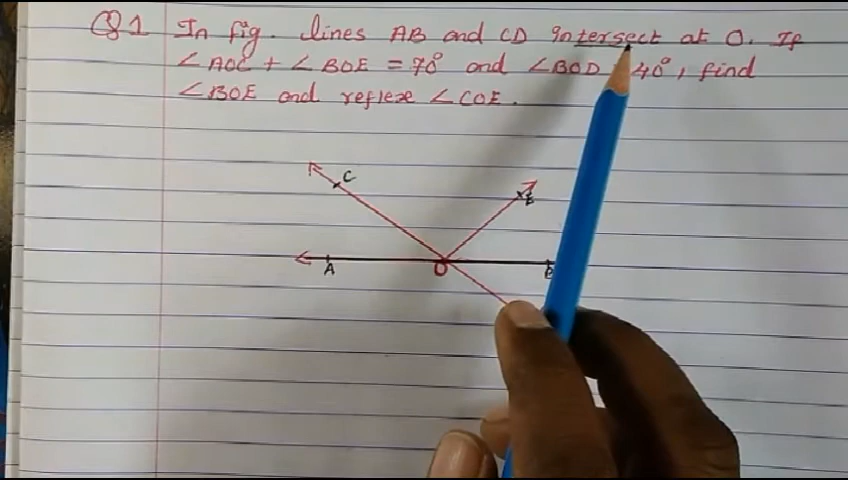 Q1 In fig. lines AB and CD intersect at O. If
∠AOC + ∠BOE = 70° and ∠BOD 40°, find
∠BOE and reflexe ∠COE.
C
E
A
O
B